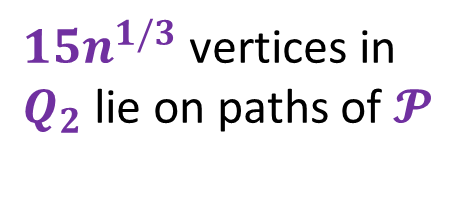 15n^{1/3} vertices in
Q_2 lie on paths of 𝒫